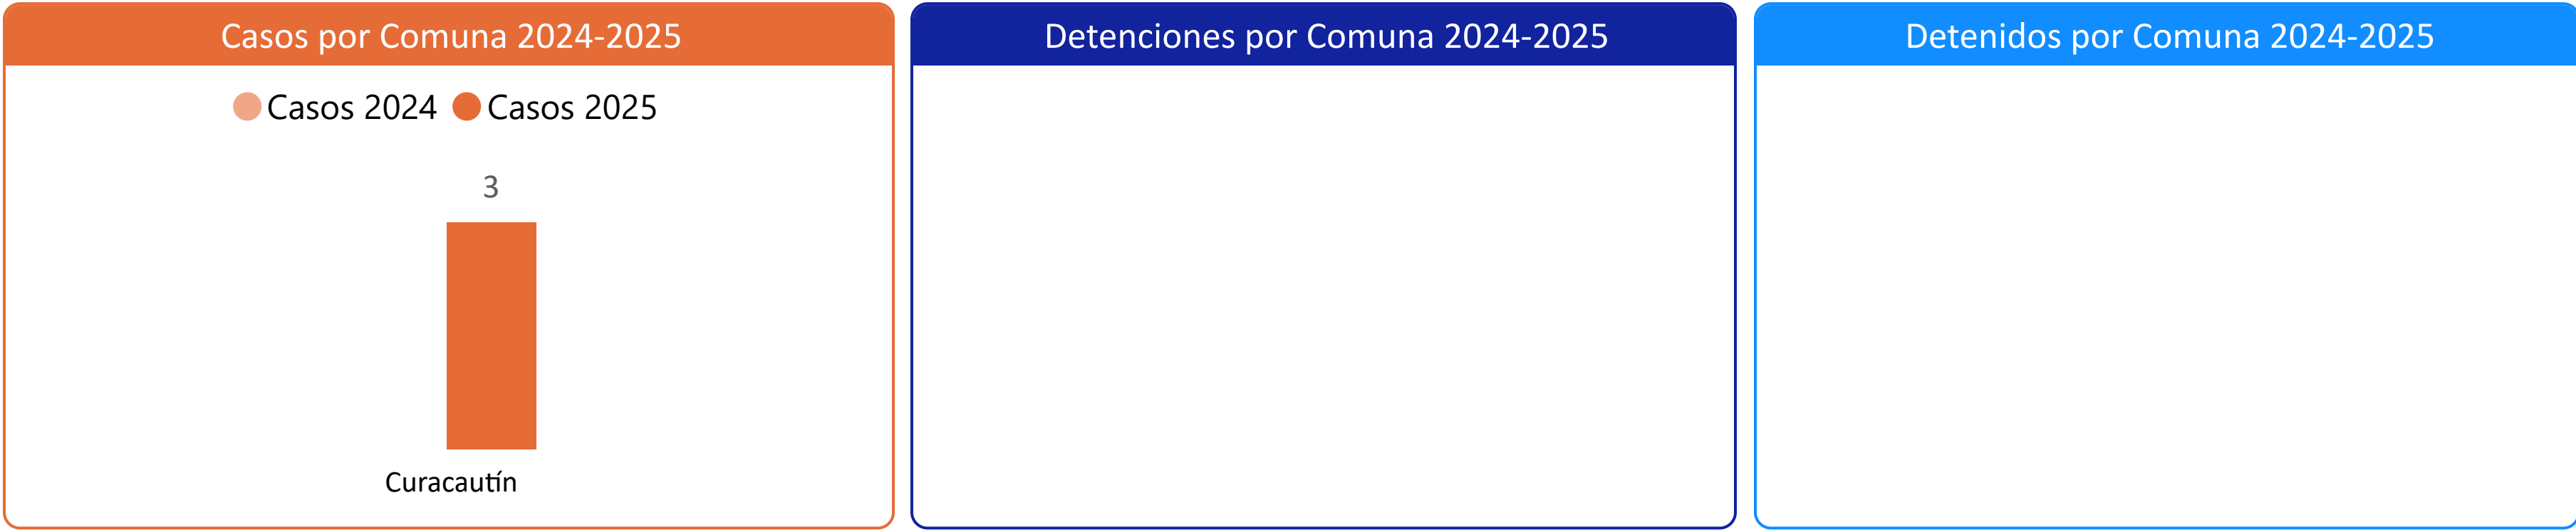 Casos por Comuna 2024-2025
Casos 2024 Casos 2025
3
Curacautín
Detenciones por Comuna 2024-2025
Detenidos por Comuna 2024-2025